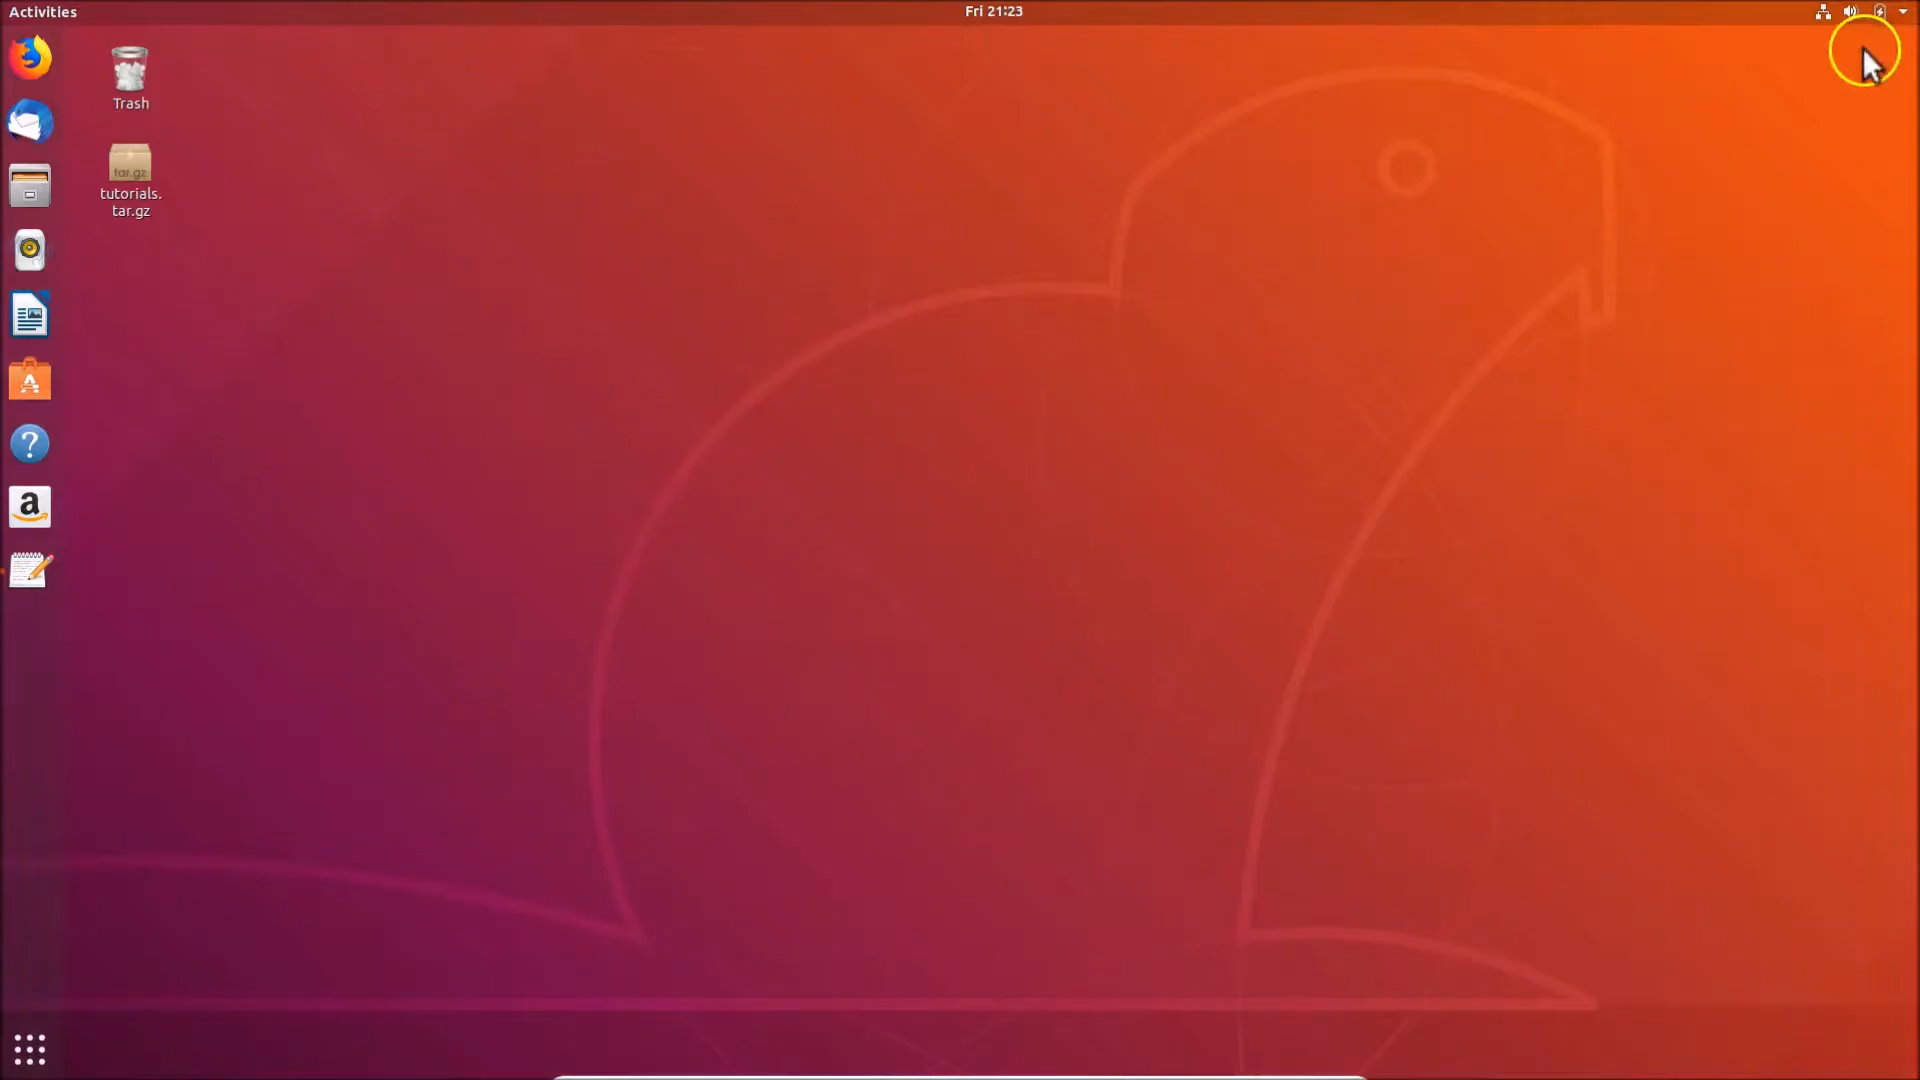 Activities
Fri 21:23
Trash
tar.gz
tutorials.
tar.gz
A
?
a